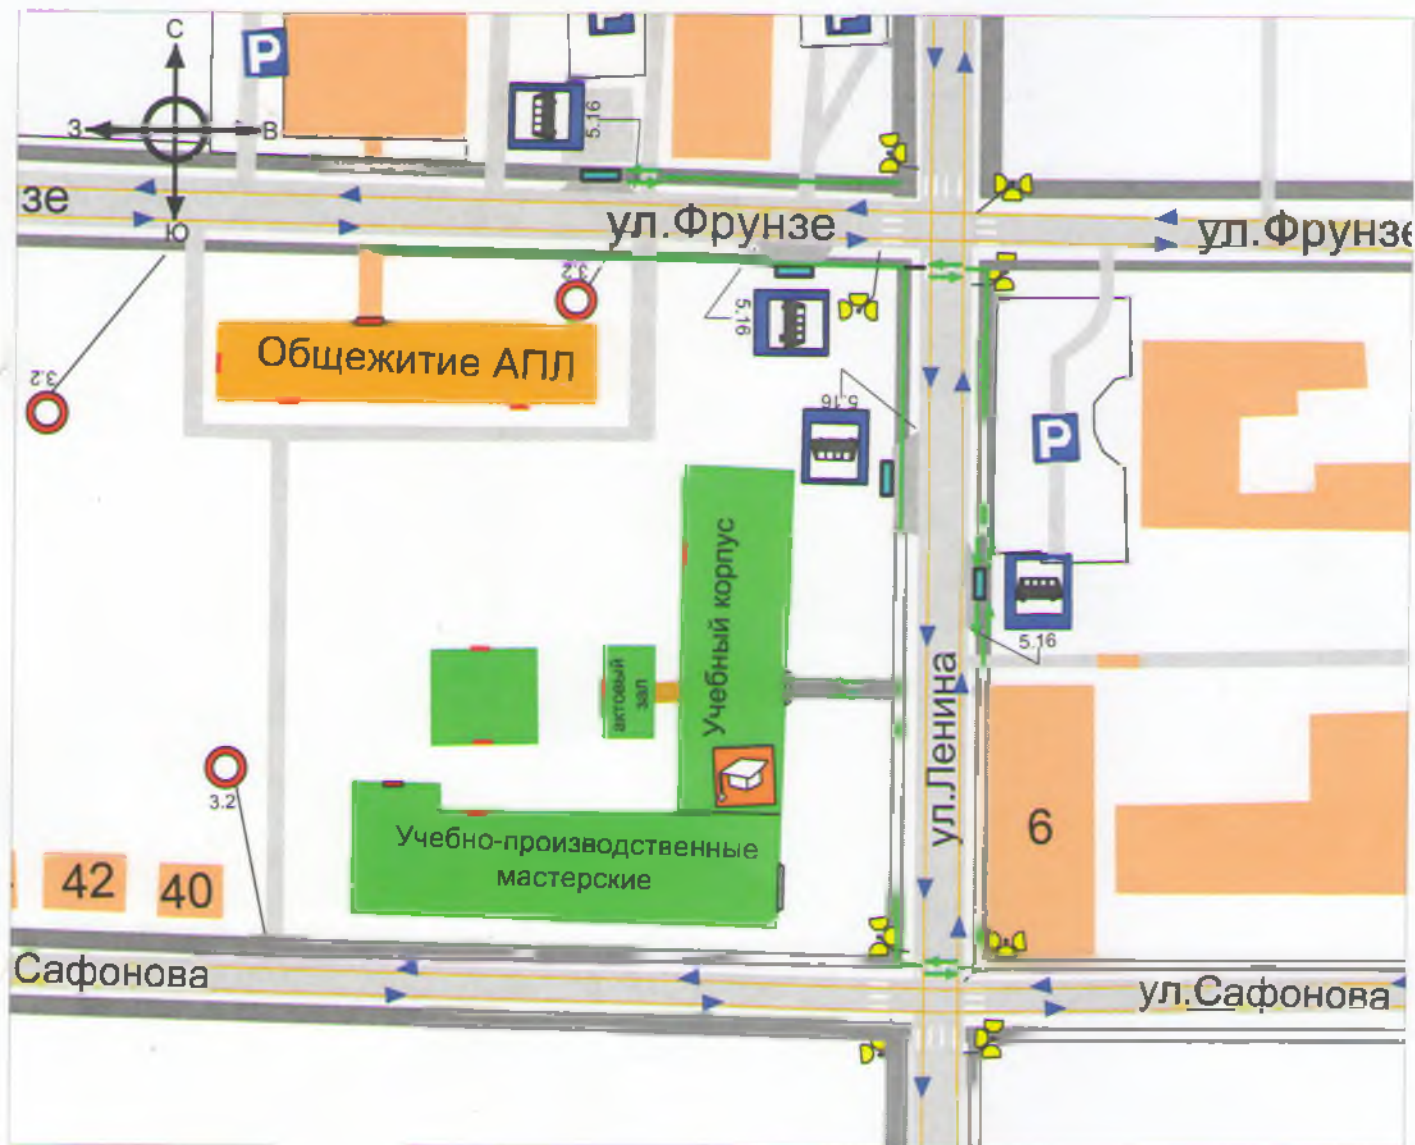 С
З
В
Ю
P
P
P
5.16
зе
ул.Фрунзе
ул.Фрунзе
3.2
5.16
Общежитие АПЛ
3.2
5.16
P
Учебный корпус
5.16
актовый
зал
ул.Ленина
3.2
6
Учебно-производственные
мастерские
42
40
Сафонова
ул.Сафонова